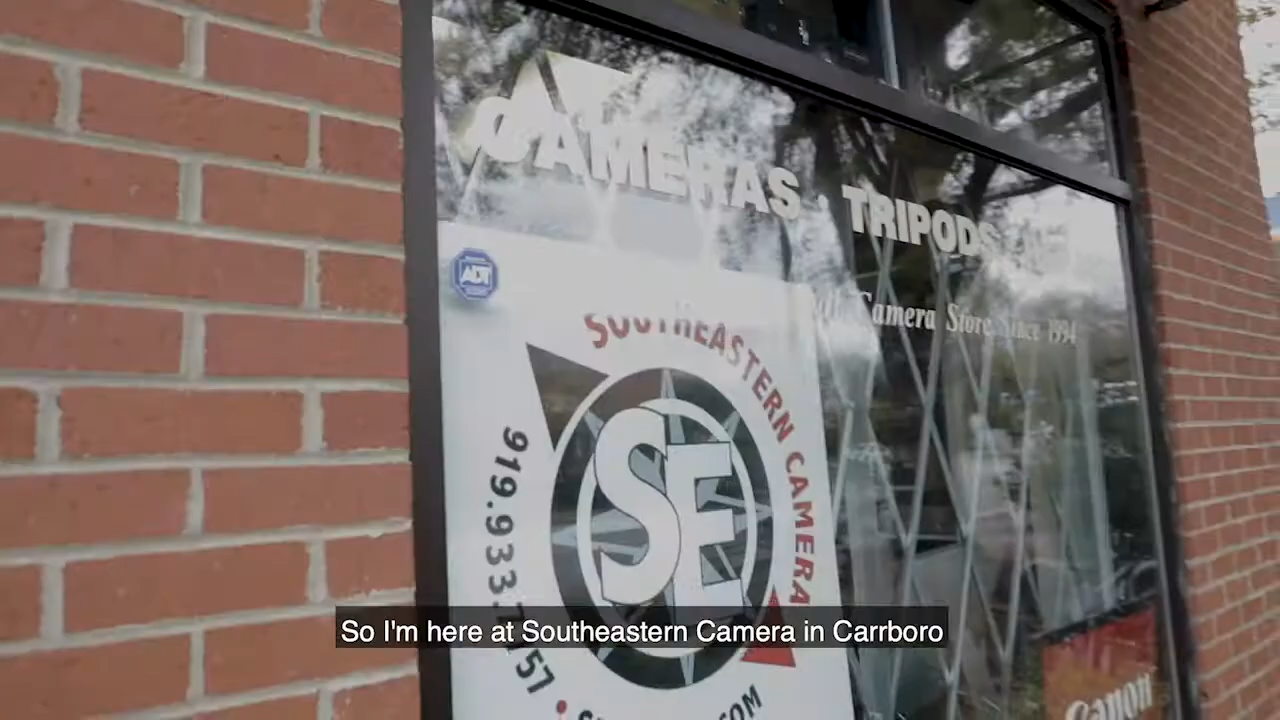 CAMERAS · TRIPODS
Camera Store Since 1994
ADT
SOUTHEASTERN CAMERA
SE
919.933.
Canon
So I'm here at Southeastern Camera in Carrboro